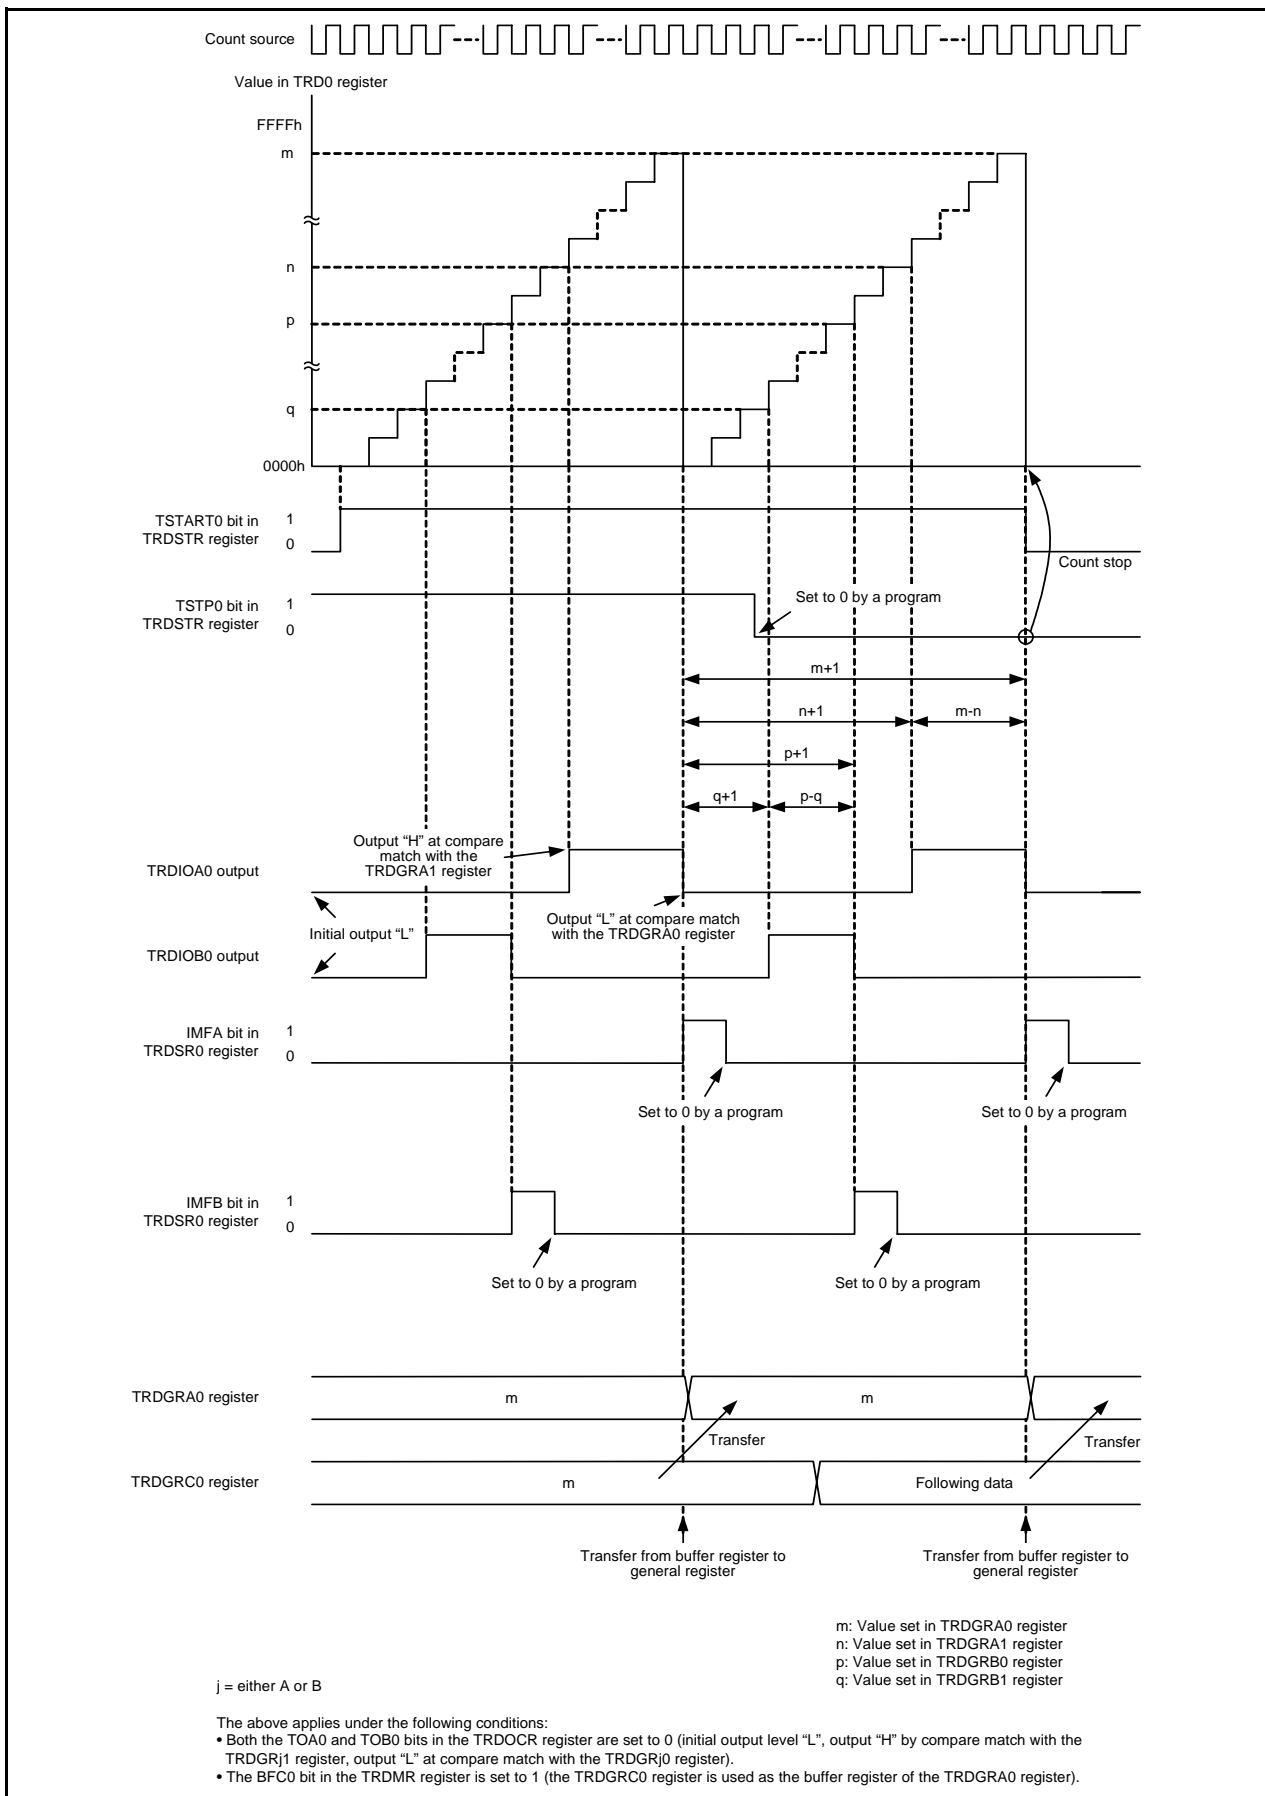 Count source
Value in TRD0 register
FFFFh
m
n
p
q
0000h
TSTART0 bit in
TRDSTR register
1
0
Count stop
TSTP0 bit in
TRDSTR register
1
0
Set to 0 by a program
m+1
n+1
m-n
p+1
q+1
p-q
Output “H” at compare
match with the
TRDGRA1 register
TRDIOA0 output
Output “L” at compare match
with the TRDGRA0 register
Initial output “L”
TRDIOB0 output
IMFA bit in
TRDSR0 register
1
0
Set to 0 by a program
Set to 0 by a program
IMFB bit in
TRDSR0 register
1
0
Set to 0 by a program
Set to 0 by a program
TRDGRA0 register
m
m
Transfer
Transfer
TRDGRC0 register
m
Following data
Transfer from buffer register to
general register
Transfer from buffer register to
general register
m: Value set in TRDGRA0 register
n: Value set in TRDGRA1 register
p: Value set in TRDGRB0 register
q: Value set in TRDGRB1 register
j = either A or B
The above applies under the following conditions:
• Both the TOA0 and TOB0 bits in the TRDOCR register are set to 0 (initial output level “L”, output “H” by compare match with the
TRDGRj1 register, output “L” at compare match with the TRDGRj0 register).
• The BFC0 bit in the TRDMR register is set to 1 (the TRDGRC0 register is used as the buffer register of the TRDGRA0 register).